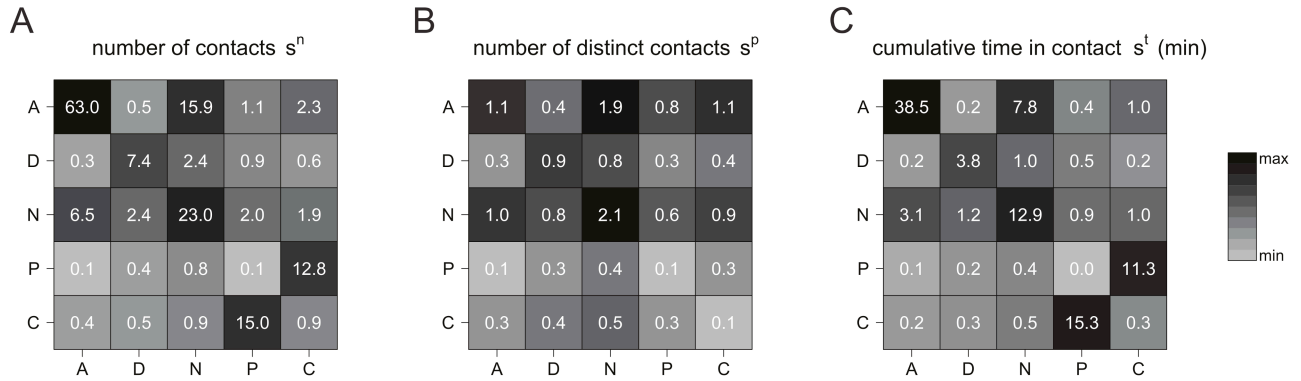 A
number of contacts sⁿ
A 63.0 0.5 15.9 1.1 2.3
D 0.3 7.4 2.4 0.9 0.6
N 6.5 2.4 23.0 2.0 1.9
P 0.1 0.4 0.8 0.1 12.8
C 0.4 0.5 0.9 15.0 0.9
A D N P C
B
number of distinct contacts sᵖ
A 1.1 0.4 1.9 0.8 1.1
D 0.3 0.9 0.8 0.3 0.4
N 1.0 0.8 2.1 0.6 0.9
P 0.1 0.3 0.4 0.1 0.3
C 0.3 0.4 0.5 0.3 0.1
A D N P C
C
cumulative time in contact sᵗ (min)
A 38.5 0.2 7.8 0.4 1.0
D 0.2 3.8 1.0 0.5 0.2
N 3.1 1.2 12.9 0.9 1.0
P 0.1 0.2 0.4 0.0 11.3
C 0.2 0.3 0.5 15.3 0.3
A D N P C
max
min